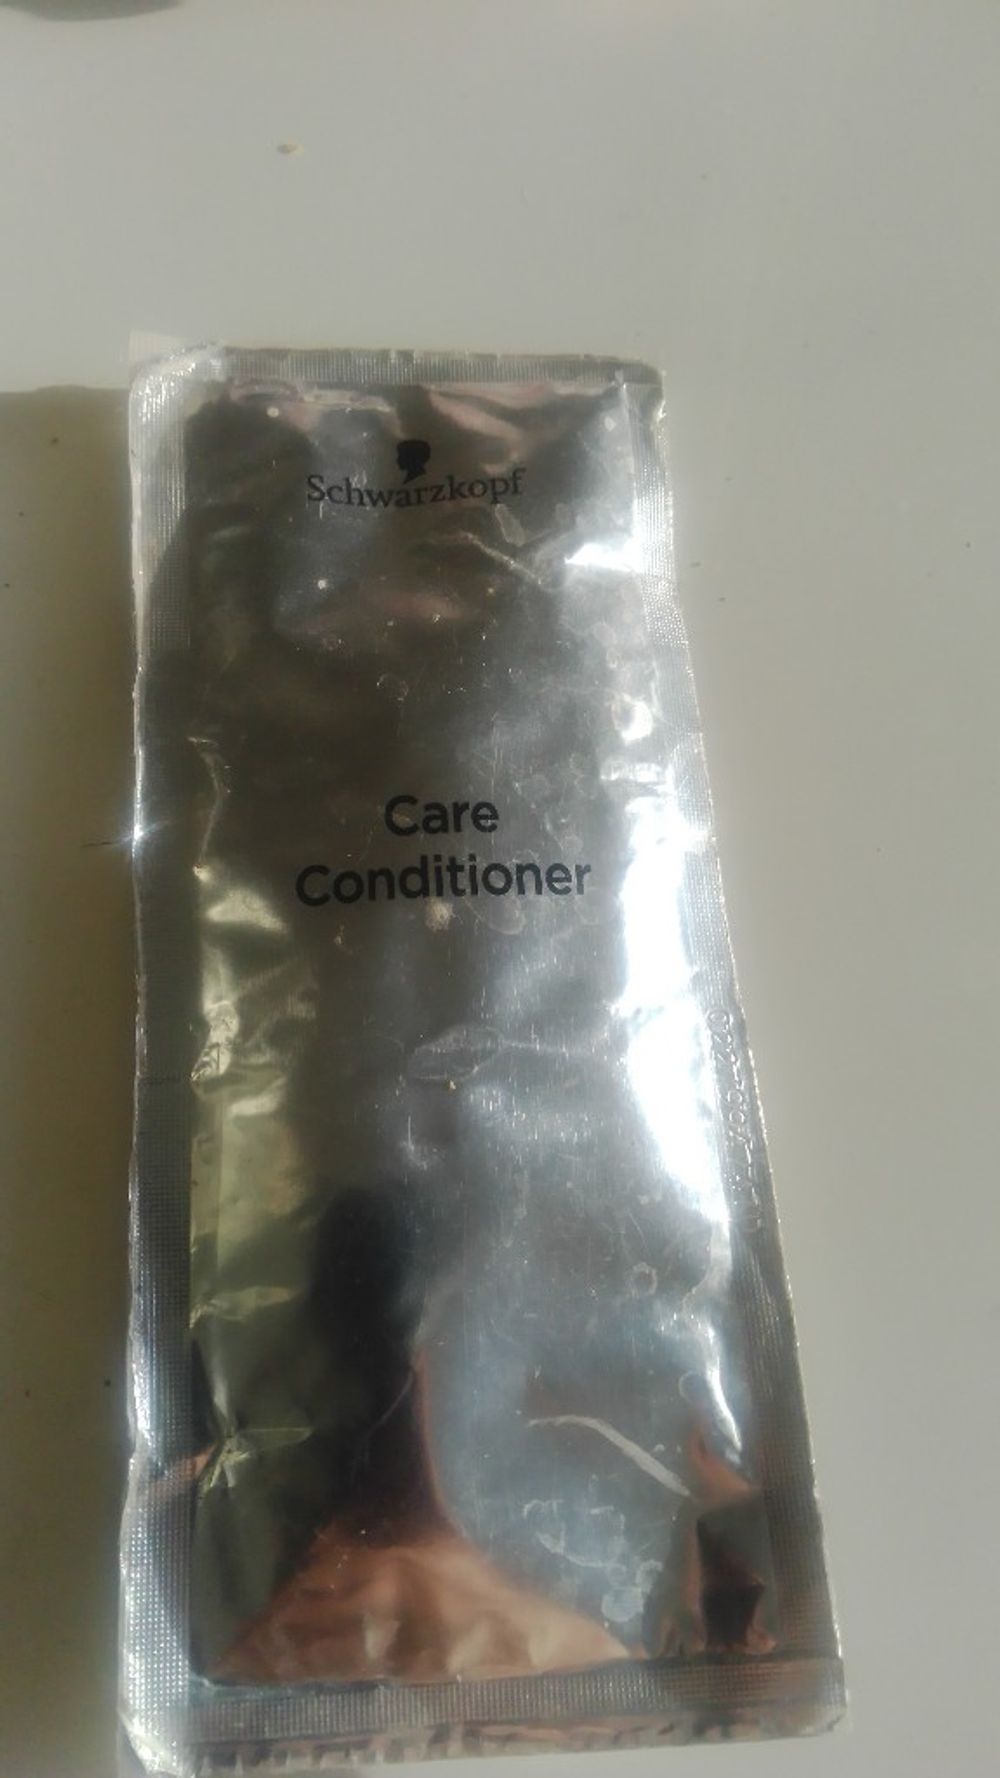 Schwarzkopf
Care
Conditioner